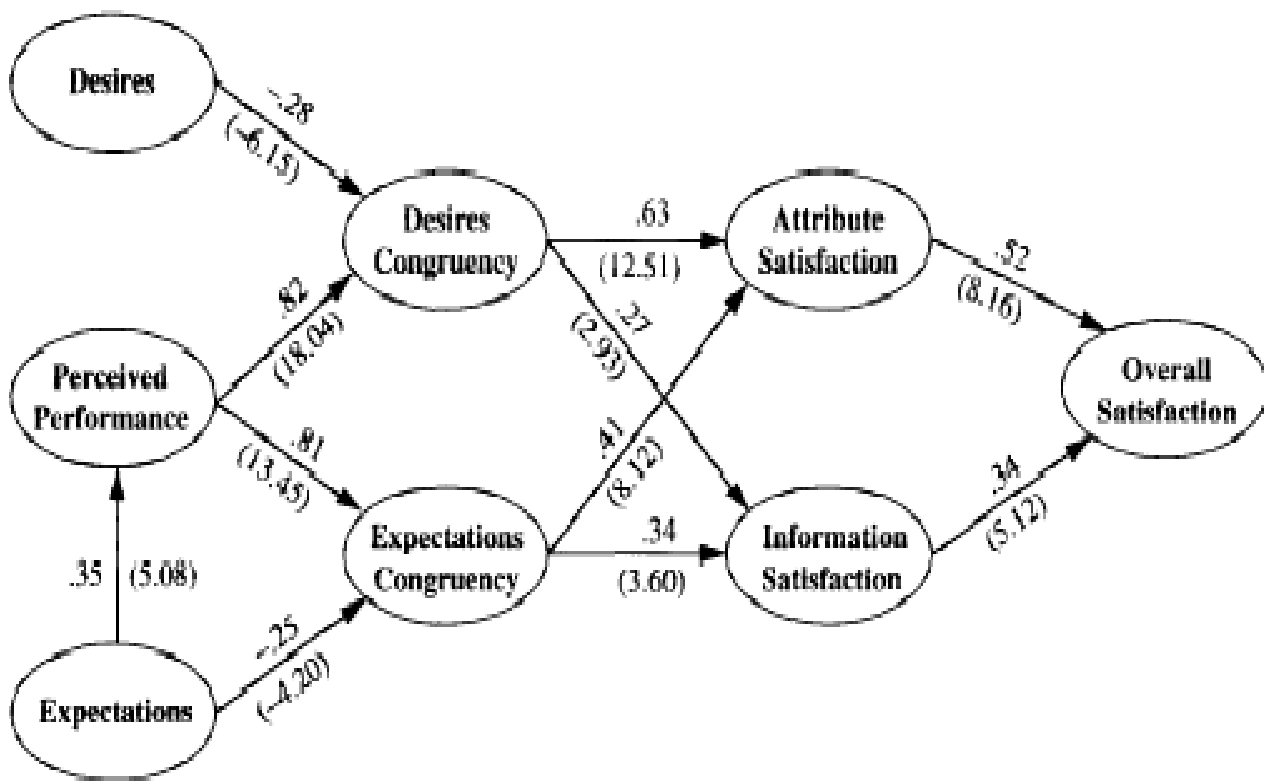 Desires
-.28
(-6.15)
Desires
Congruency
.63
(12.51)
Attribute
Satisfaction
.52
(8.16)
.82
(18.04)
.27
(2.93)
Perceived
Performance
Overall
Satisfaction
.81
(13.45)
.41
(8.12)
.34
(5.12)
.35 (5.08)
Expectations
Congruency
.34
(3.60)
Information
Satisfaction
-.25
(-4.20)
Expectations